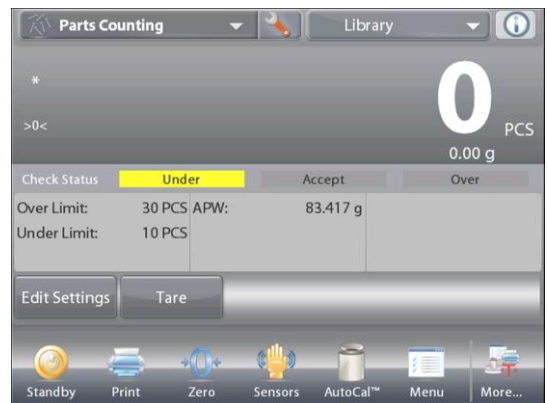 Parts Counting Library
*
0
>0<
PCS
0.00 g
Check Status Under Accept Over
Over Limit: 30 PCS APW: 83.417 g
Under Limit: 10 PCS
Edit Settings Tare
Standby Print Zero Sensors AutoCal™ Menu More...